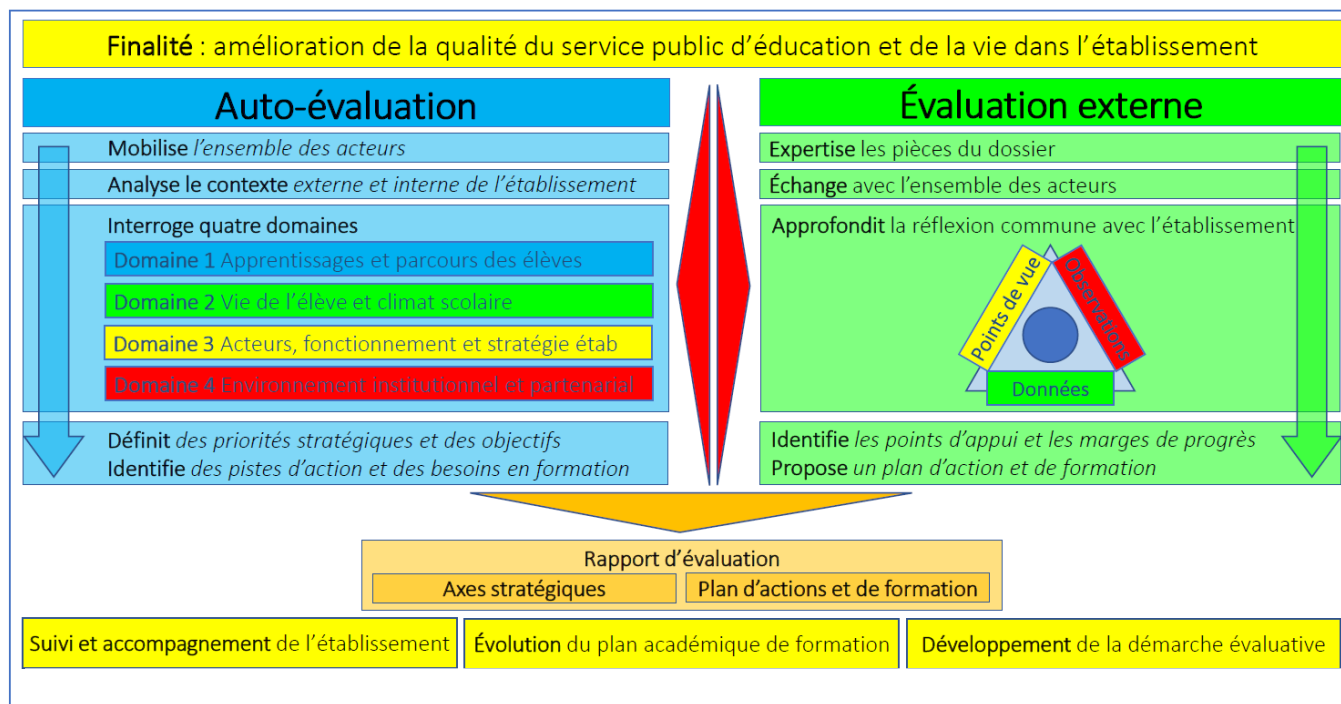 Finalité : amélioration de la qualité du service public d’éducation et de la vie dans l’établissement
Auto-évaluation
Mobilise l’ensemble des acteurs
Analyse le contexte externe et interne de l’établissement
Interroge quatre domaines
Domaine 1 Apprentissages et parcours des élèves
Domaine 2 Vie de l’élève et climat scolaire
Domaine 3 Acteurs, fonctionnement et stratégie étab
Domaine 4 Environnement institutionnel et partenarial
Définit des priorités stratégiques et des objectifs
Identifie des pistes d’action et des besoins en formation
Évaluation externe
Expertise les pièces du dossier
Échange avec l’ensemble des acteurs
Approfondit la réflexion commune avec l’établissement
Points de vue
Observations
Données
Identifie les points d’appui et les marges de progrès
Propose un plan d’action et de formation
Rapport d’évaluation
Axes stratégiques
Plan d’actions et de formation
Suivi et accompagnement de l’établissement
Évolution du plan académique de formation
Développement de la démarche évaluative